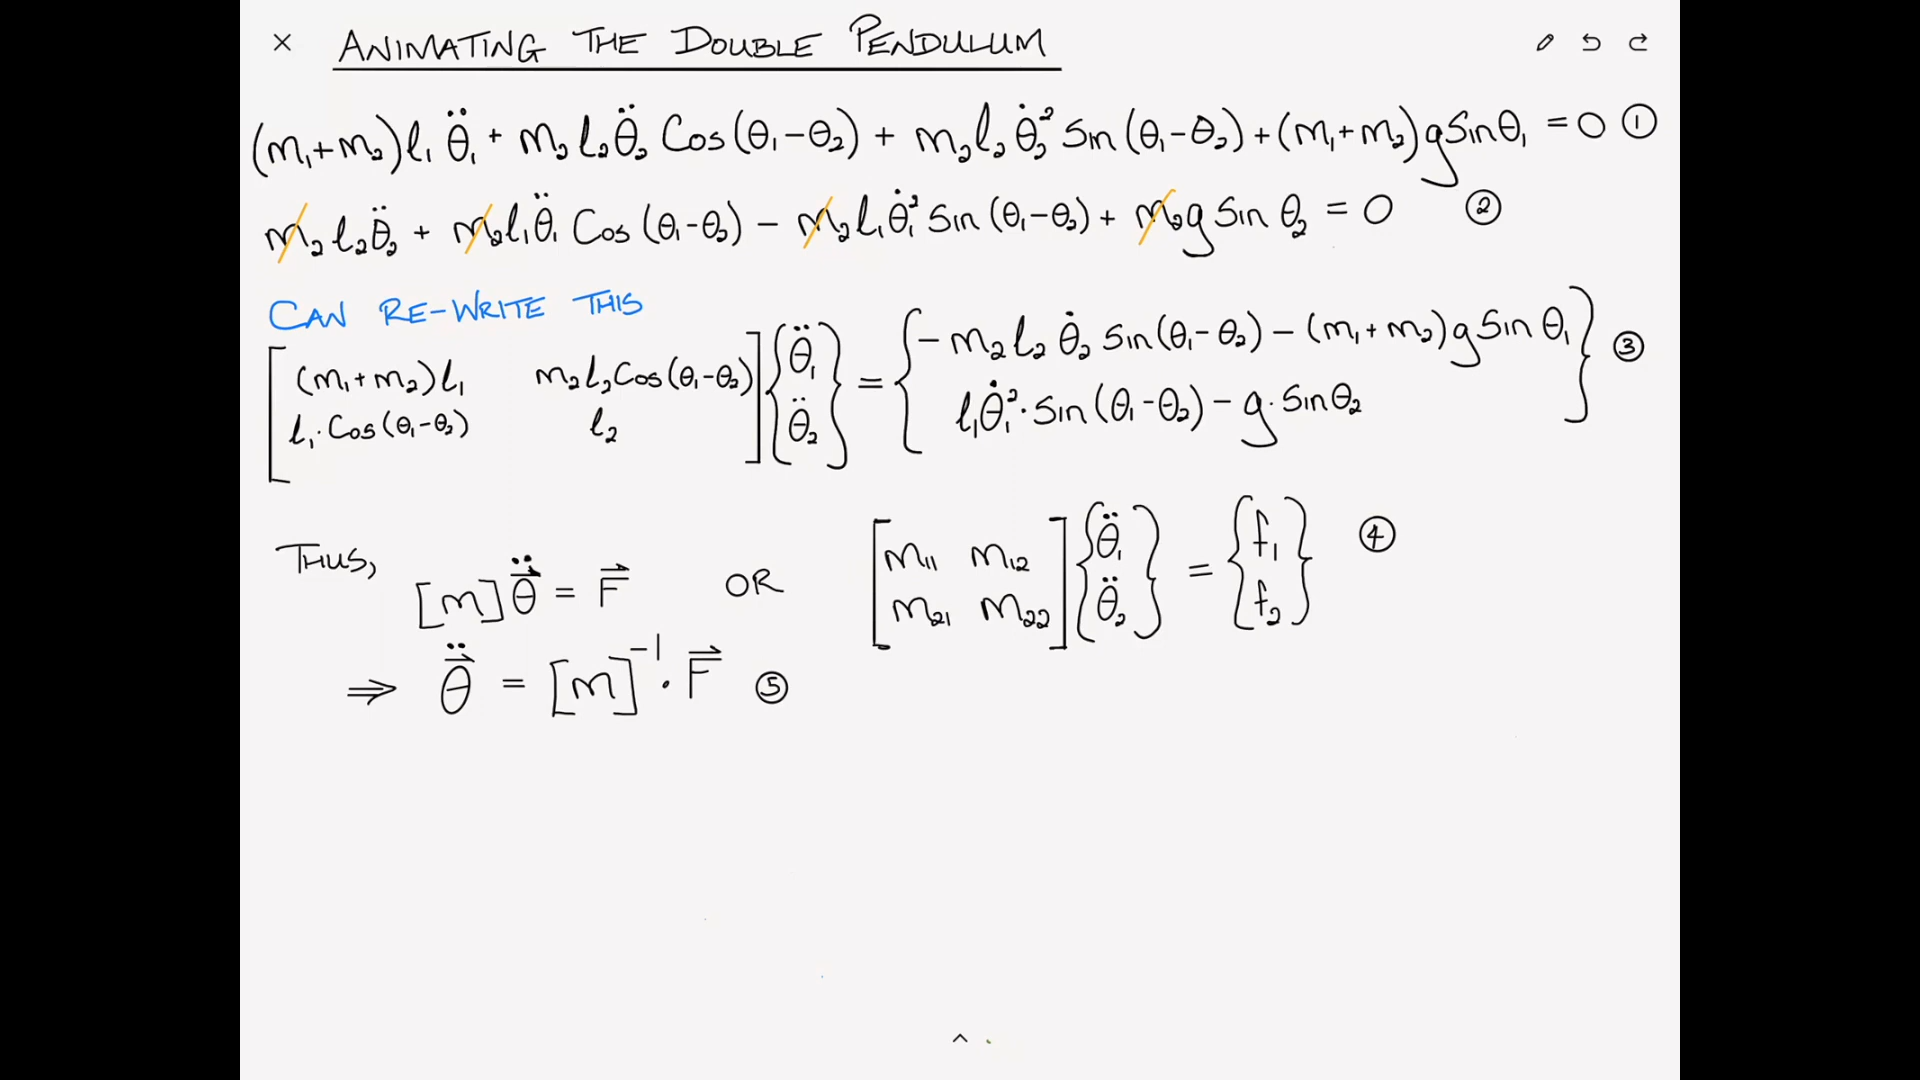 × ANIMATING THE DOUBLE PENDULUM
(m₁+m₂)l₁θ̈₁ + m₂l₂θ̈₂ Cos(θ₁-θ₂) + m₂l₂θ̇₂² Sin(θ₁-θ₂) + (m₁+m₂)g Sinθ₁ = 0 ①
m₂l₂θ̈₂ + m₂l₁θ̈₁ Cos(θ₁-θ₂) - m₂l₁θ̇₁² Sin(θ₁-θ₂) + m₂g Sin θ₂ = 0 ②
CAN RE-WRITE THIS
[(m₁+m₂)l₁ m₂l₂Cos(θ₁-θ₂)] {θ̈₁} = {-m₂l₂ θ̇₂ Sin(θ₁-θ₂) - (m₁+m₂)g Sin θ₁} ③
[l₁·Cos(θ₁-θ₂) l₂] {θ̈₂} {l₁θ̇₁²·Sin(θ₁-θ₂) - g·Sinθ₂}
THUS, [m]θ̈⃗ = F⃗ OR [m₁₁ m₁₂] {θ̈₁} = {f₁} ④
[m₂₁ m₂₂] {θ̈₂} {f₂}
⇒ θ̈⃗ = [m]⁻¹·F⃗ ⑤